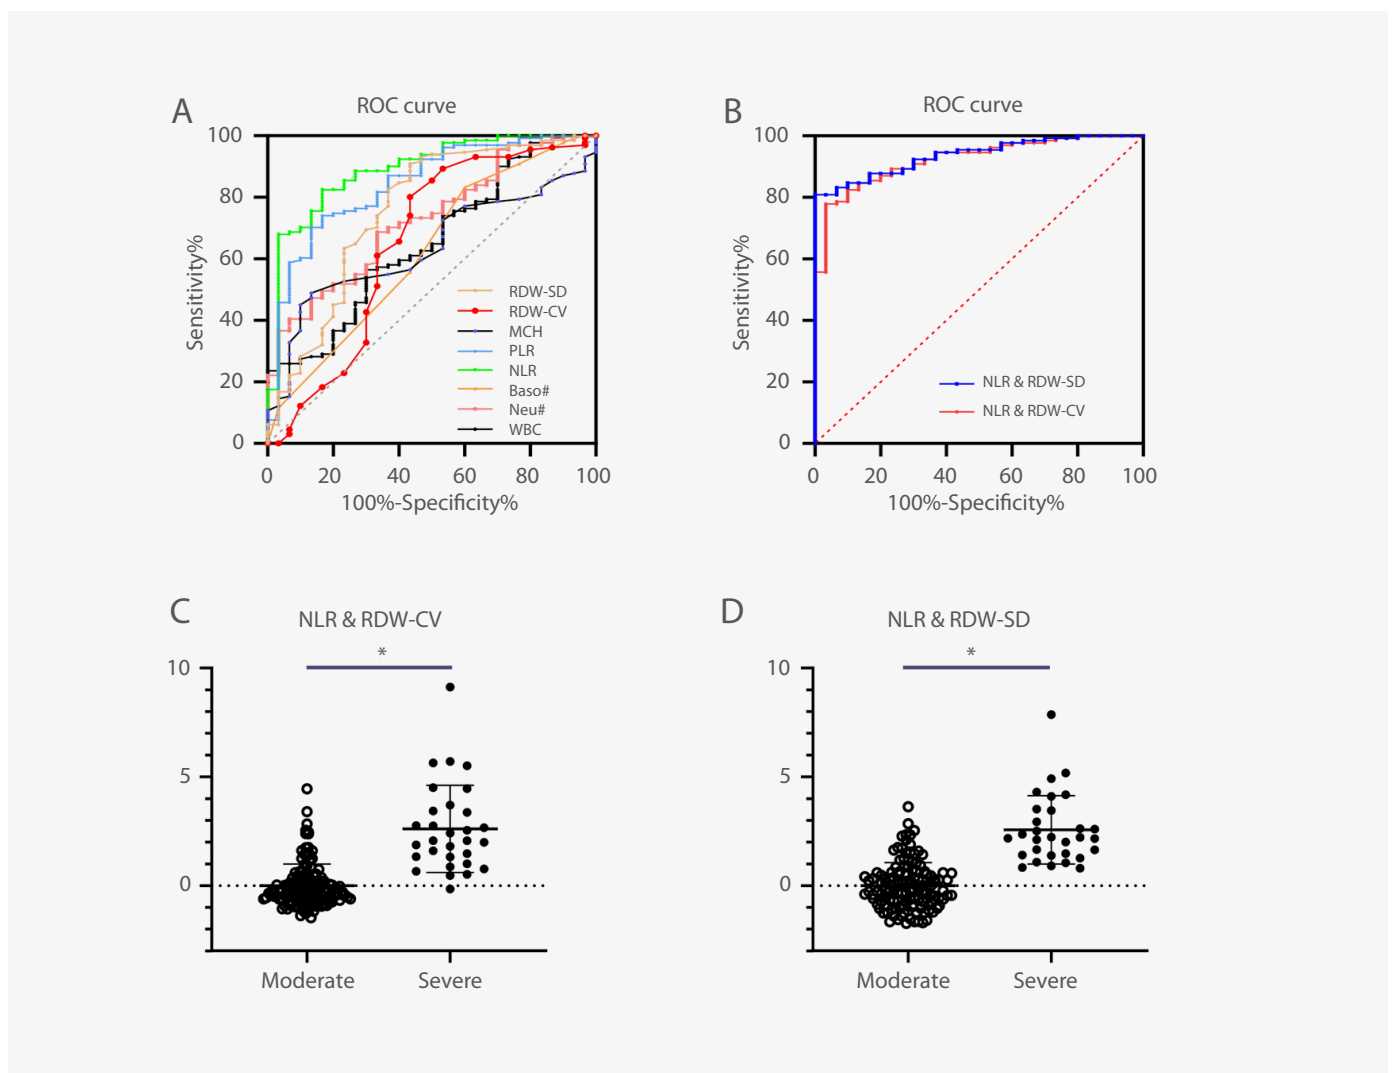 A
ROC curve
100
80
60
40
20
0
Sensitivity%
RDW-SD
RDW-CV
MCH
PLR
NLR
Baso#
Neu#
WBC
0 20 40 60 80 100
100%-Specificity%
B
ROC curve
100
80
60
40
20
0
Sensitivity%
NLR & RDW-SD
NLR & RDW-CV
0 20 40 60 80 100
100%-Specificity%
C
NLR & RDW-CV
*
10
5
0
Moderate Severe
D
NLR & RDW-SD
*
10
5
0
Moderate Severe